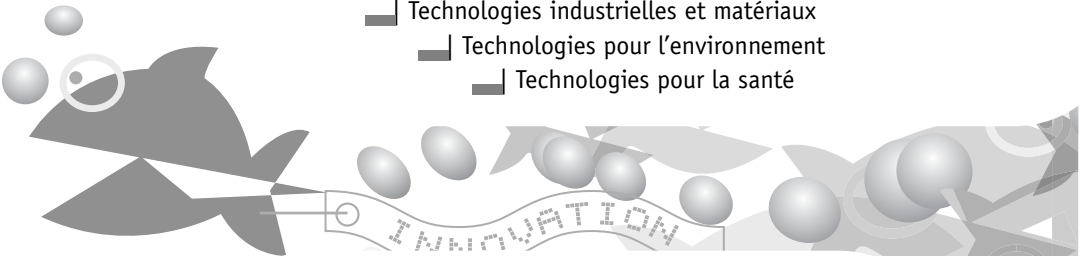 Technologies industrielles et matériaux
Technologies pour l’environnement
Technologies pour la santé
INNOVATION